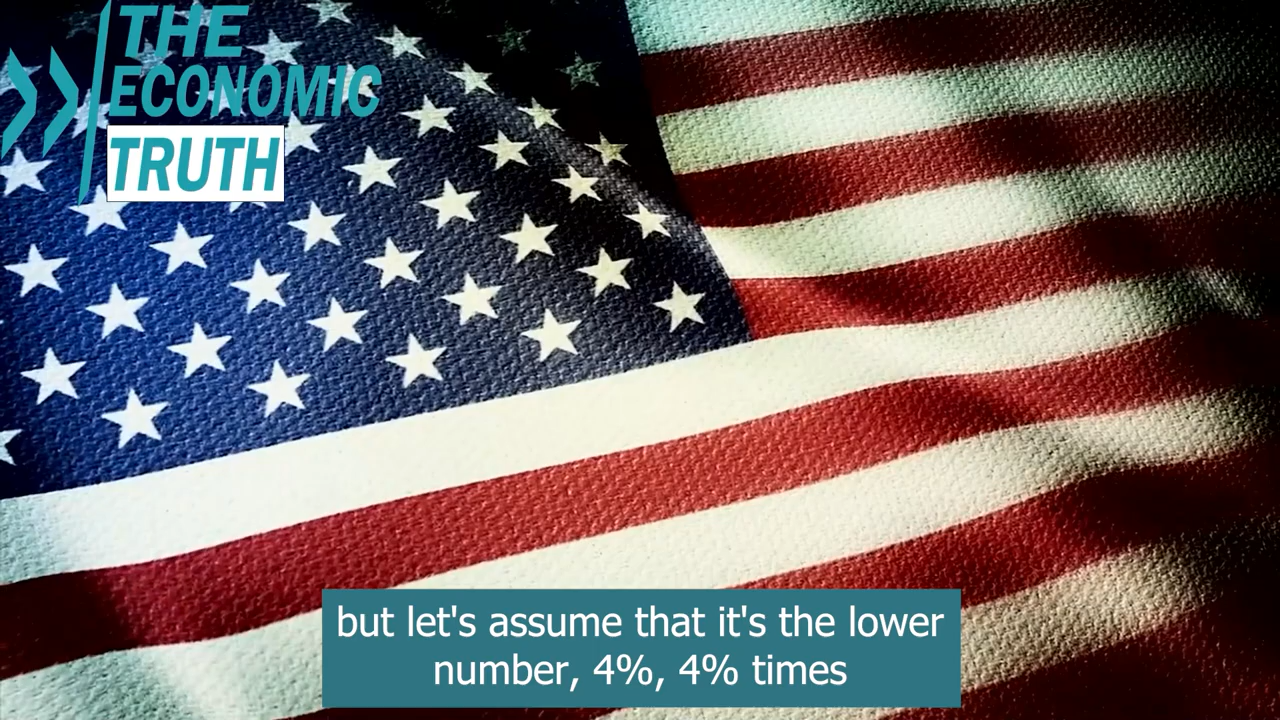 THE
ECONOMIC
TRUTH
but let's assume that it's the lower
number, 4%, 4% times